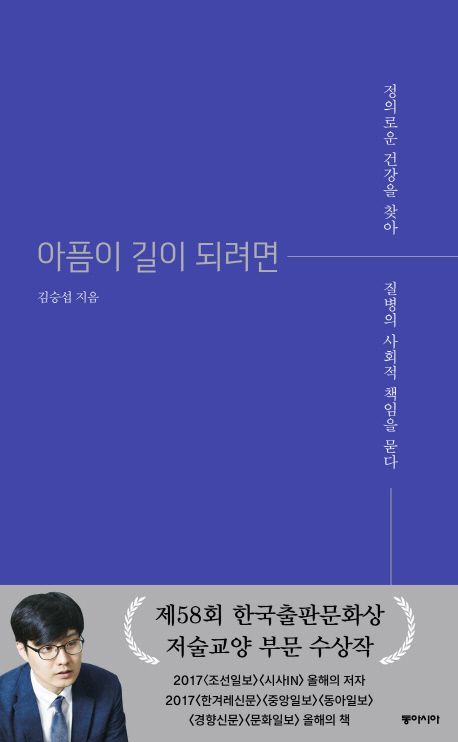 정의로운 건강을 찾아
질병의 사회적 책임을 묻다
아픔이 길이 되려면
김승섭 지음
제58회 한국출판문화상
저술교양 부문 수상작
2017〈조선일보〉〈시사IN〉 올해의 저자
2017〈한겨레신문〉〈중앙일보〉〈동아일보〉
〈경향신문〉〈문화일보〉 올해의 책
동아시아